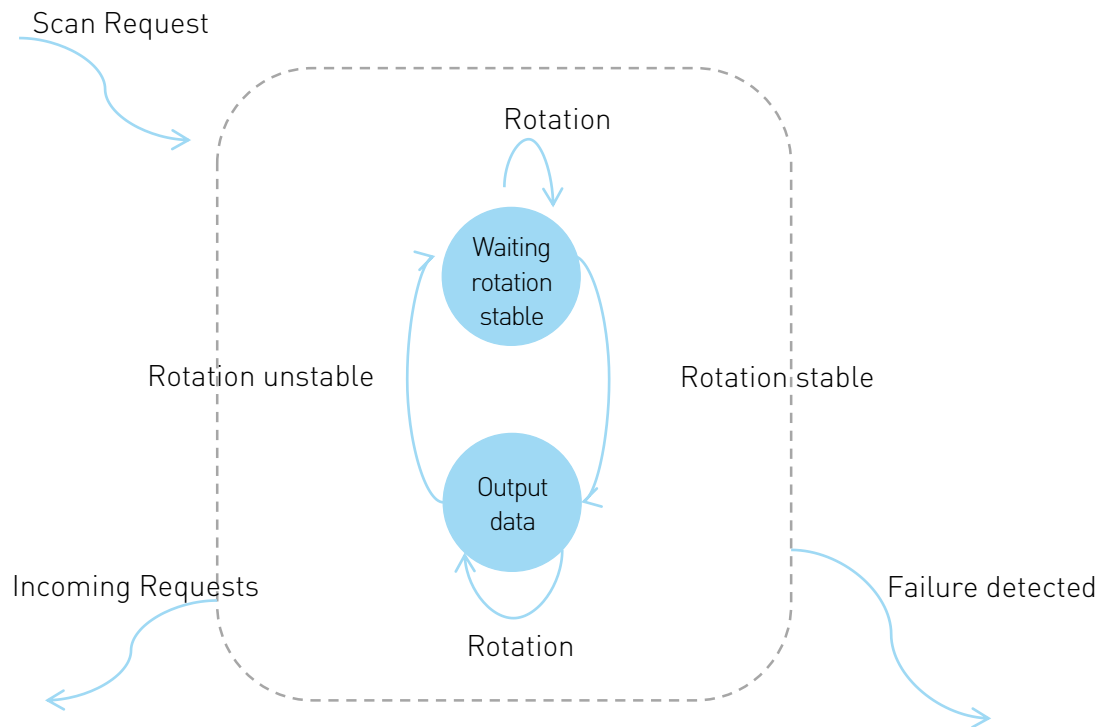 Scan Request
Rotation
Waiting
rotation
stable
Rotation unstable
Rotation stable
Output
data
Incoming Requests
Failure detected
Rotation